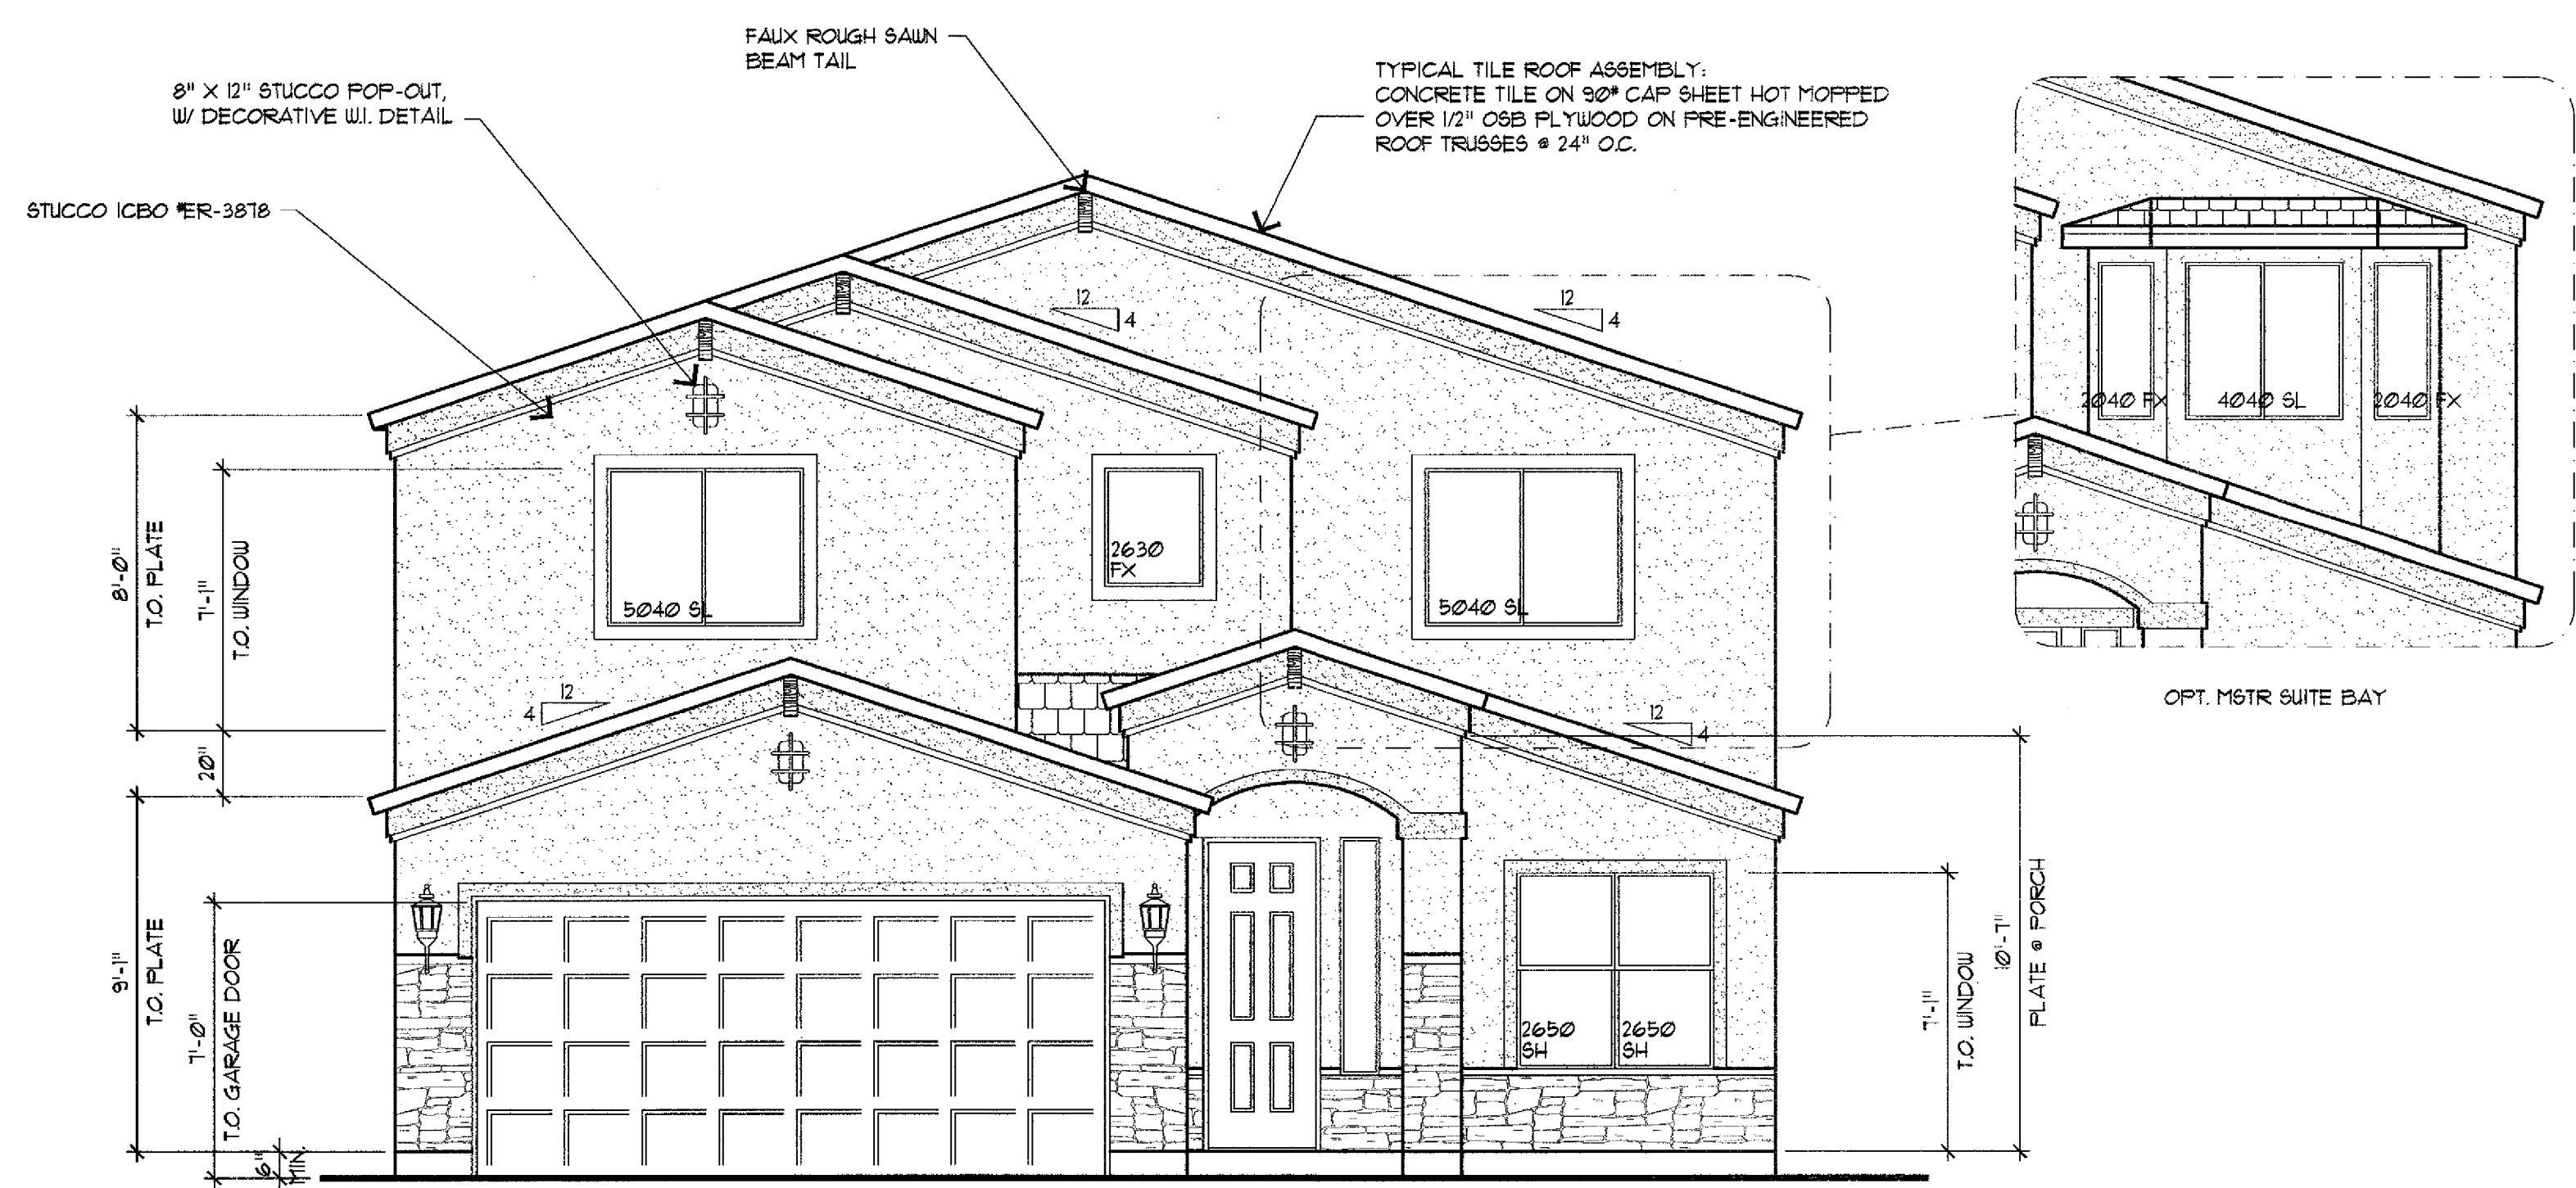 FAUX ROUGH SAWN
BEAM TAIL
8" X 12" STUCCO POP-OUT,
W/ DECORATIVE W.I. DETAIL
TYPICAL TILE ROOF ASSEMBLY:
CONCRETE TILE ON 90# CAP SHEET HOT MOPPED
OVER 1/2" OSB PLYWOOD ON PRE-ENGINEERED
ROOF TRUSSES @ 24" O.C.
STUCCO ICBO #ER-3878
12
4
12
4
2040 FX
4040 SL
2040 FX
OPT. MSTR SUITE BAY
8'-0"
T.O. PLATE
7'-1"
T.O. WINDOW
20"
5040 SL
2630
FX
5040 SL
12
4
12
4
9'-1"
T.O. PLATE
7'-0"
T.O. GARAGE DOOR
6"
MIN.
2650
SH
2650
SH
7'-1"
T.O. WINDOW
10'-7"
PLATE @ PORCH